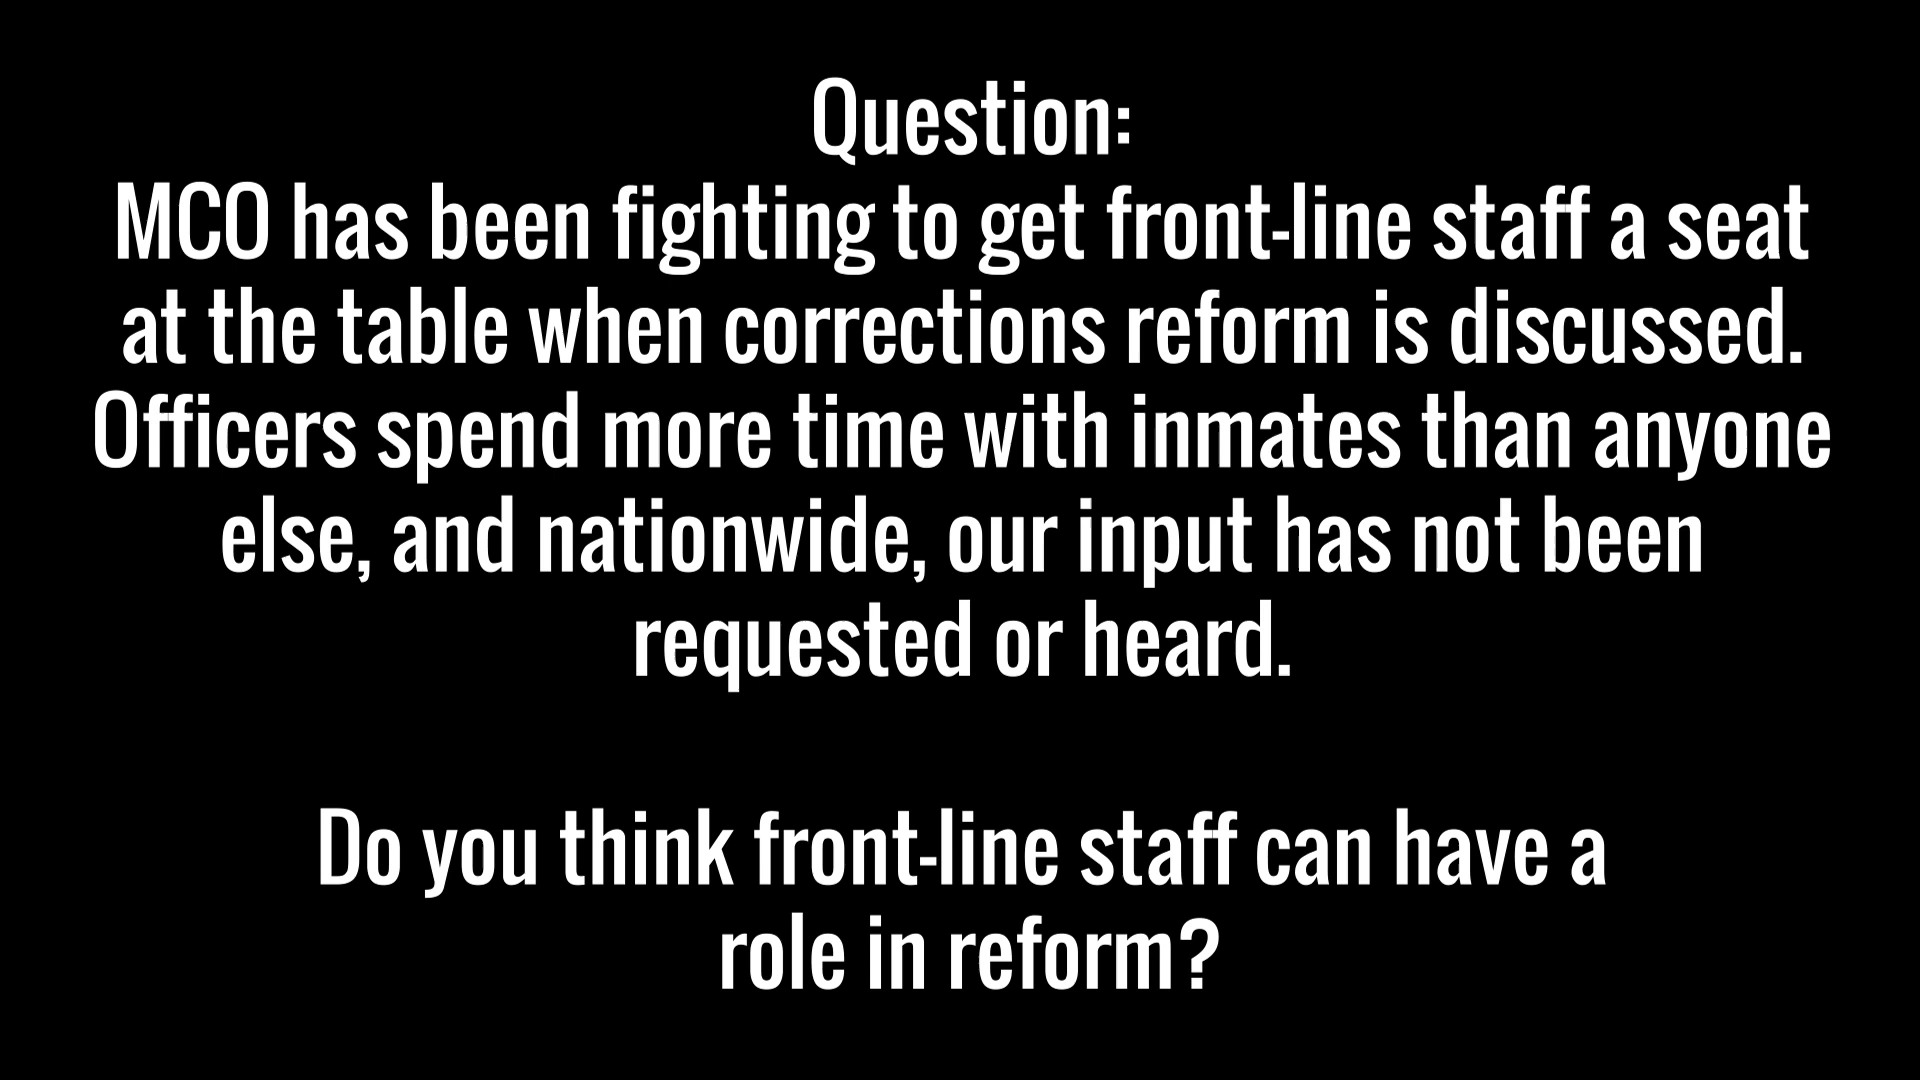 Question:
MCO has been fighting to get front-line staff a seat
at the table when corrections reform is discussed.
Officers spend more time with inmates than anyone
else, and nationwide, our input has not been
requested or heard.
Do you think front-line staff can have a
role in reform?